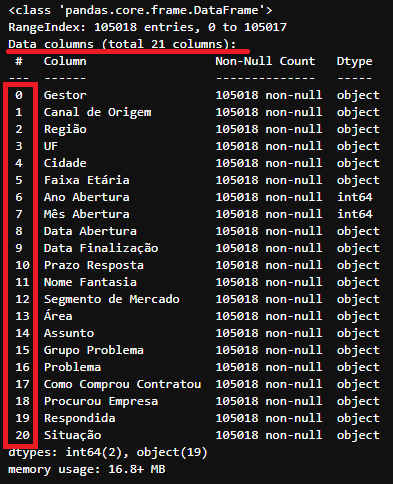 <class 'pandas.core.frame.DataFrame'>
RangeIndex: 105018 entries, 0 to 105017
Data columns (total 21 columns):
 #   Column                 Non-Null Count   Dtype
---  ------                 --------------   -----
 0   Gestor                 105018 non-null  object
 1   Canal de Origem        105018 non-null  object
 2   Região                 105018 non-null  object
 3   UF                     105018 non-null  object
 4   Cidade                 105018 non-null  object
 5   Faixa Etária           105018 non-null  object
 6   Ano Abertura           105018 non-null  int64
 7   Mês Abertura           105018 non-null  int64
 8   Data Abertura          105018 non-null  object
 9   Data Finalização       105018 non-null  object
 10  Prazo Resposta         105018 non-null  object
 11  Nome Fantasia          105018 non-null  object
 12  Segmento de Mercado    105018 non-null  object
 13  Área                   105018 non-null  object
 14  Assunto                105018 non-null  object
 15  Grupo Problema         105018 non-null  object
 16  Problema               105018 non-null  object
 17  Como Comprou Contratou 105018 non-null  object
 18  Procurou Empresa       105018 non-null  object
 19  Respondida             105018 non-null  object
 20  Situação               105018 non-null  object
dtypes: int64(2), object(19)
memory usage: 16.8+ MB